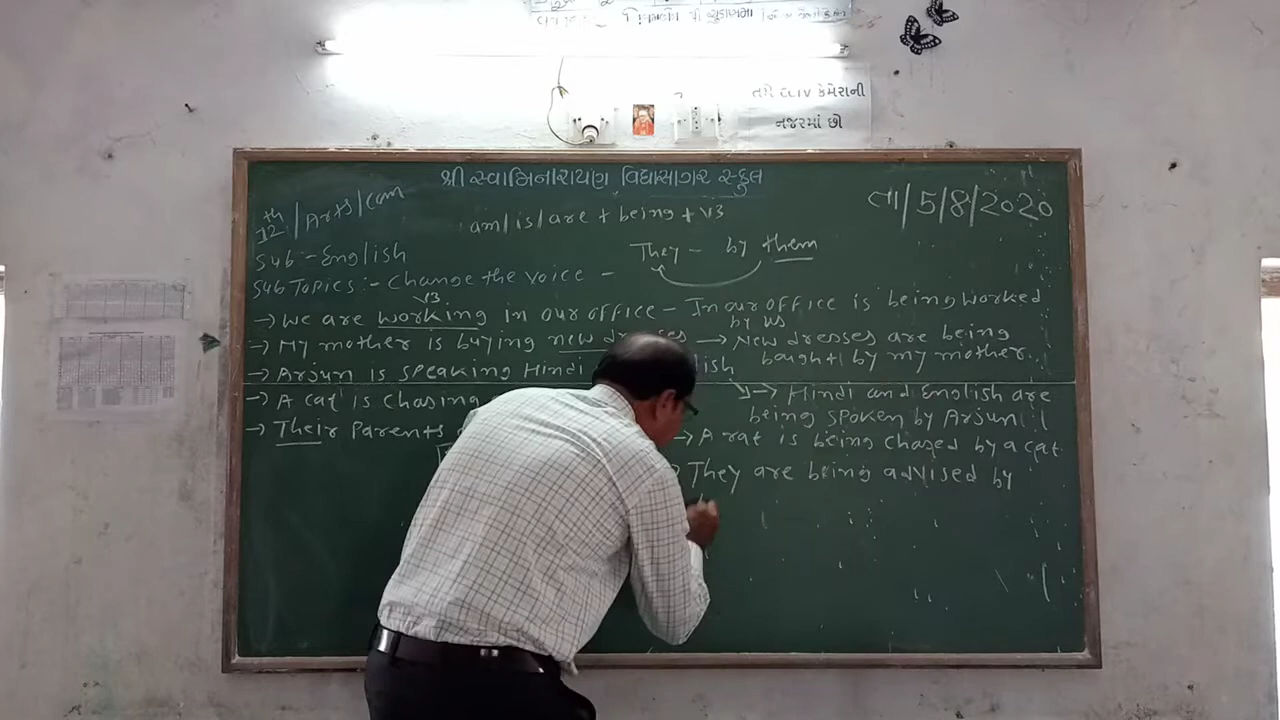 તમે CLIV કેમેરાની
નજરમાં છો
શ્રી સ્વામિનારાયણ વિદ્યાસાગર સ્કુલ
12th/Arts/com
તા/5/8/2020
am/is/are + being + V3
Sub:-English
They - by them
Sub Topics:- Change the voice -
V3
→ We are working in our office - In our office is being worked
by us
→ My mother is buying new dresses → New dresses are being
bought by my mother.
→ Arjun is speaking Hindi
→ Hindi and English are
being spoken by Arjun
→ A cat is chasing
→ A rat is being chased by a cat
→ Their Parents
They are being advised by